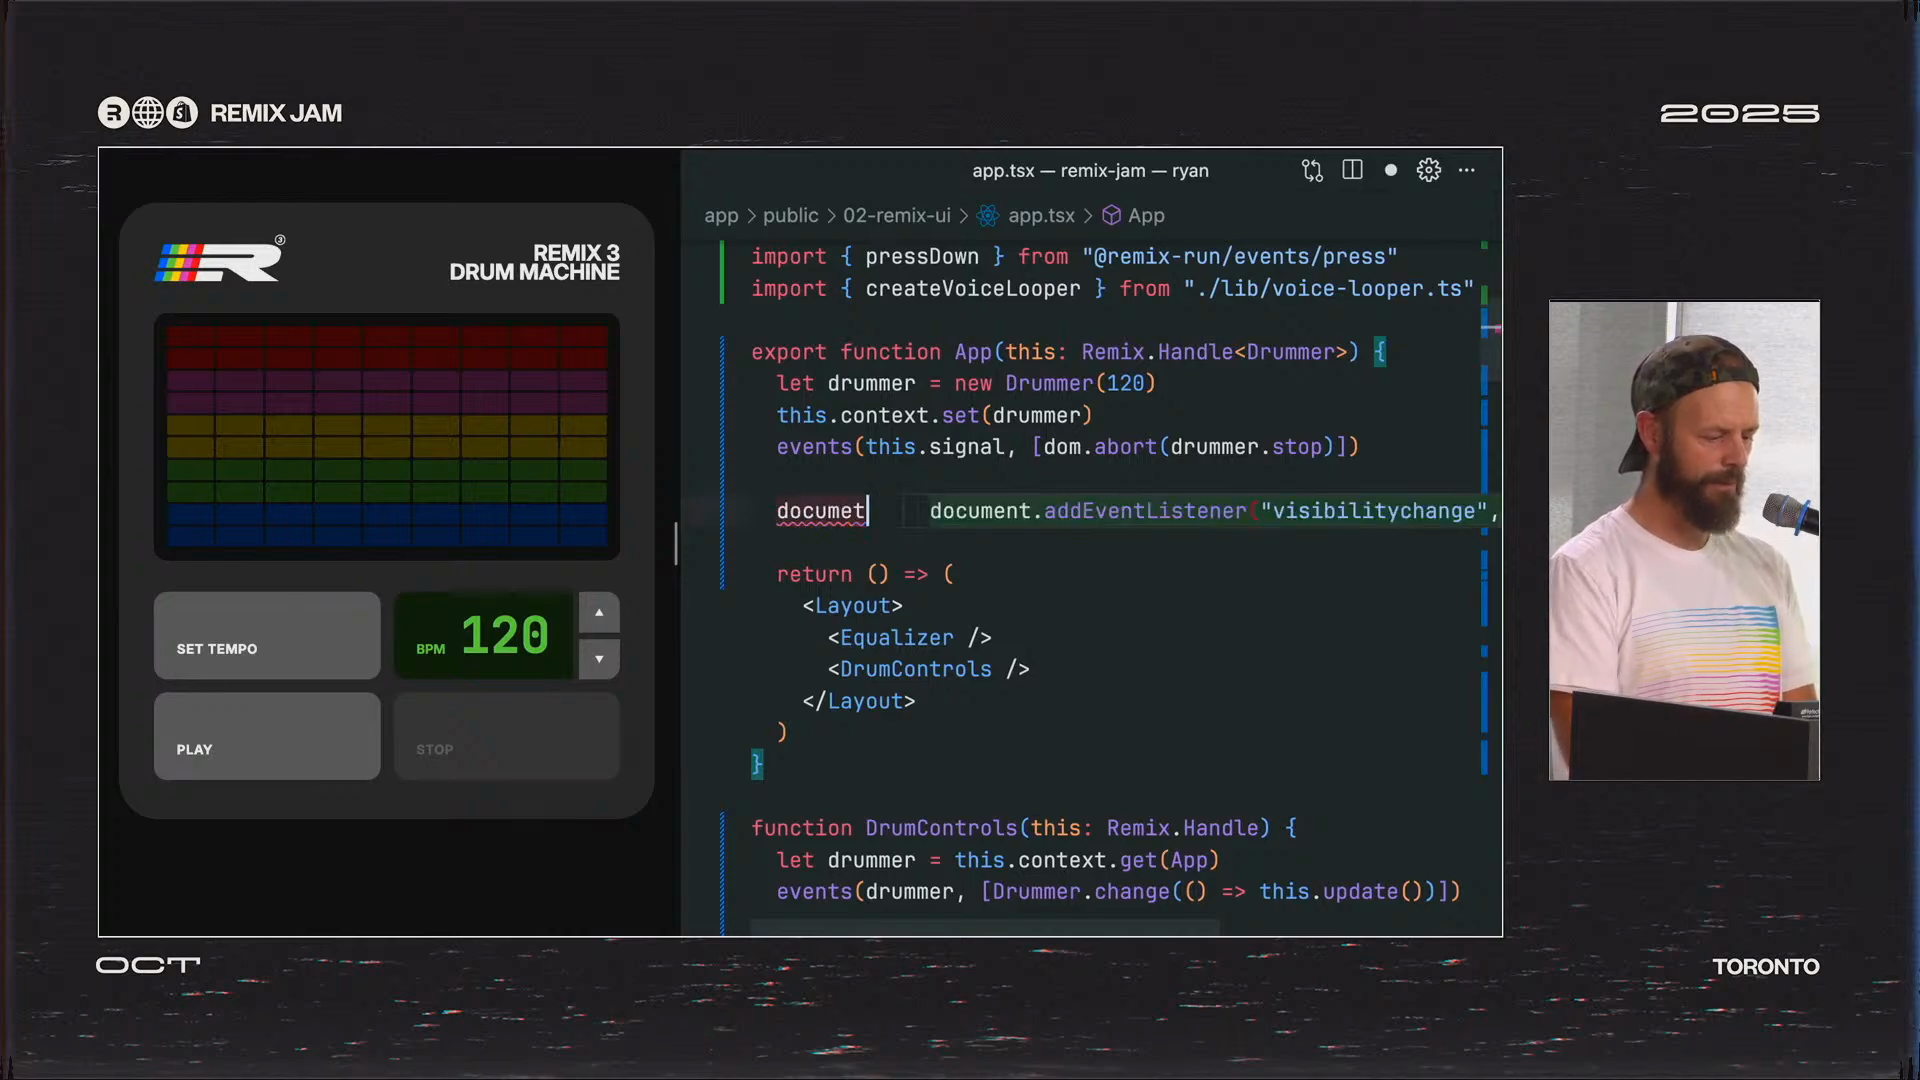 REMIX JAM
2025
REMIX 3
DRUM MACHINE
SET TEMPO
BPM 120
PLAY
STOP
app.tsx — remix-jam — ryan
app > public > 02-remix-ui > app.tsx > App
import { pressDown } from "@remix-run/events/press"
import { createVoiceLooper } from "./lib/voice-looper.ts"
export function App(this: Remix.Handle<Drummer>) {
let drummer = new Drummer(120)
this.context.set(drummer)
events(this.signal, [dom.abort(drummer.stop)])
documet document.addEventListener("visibilitychange",
return () => (
<Layout>
<Equalizer />
<DrumControls />
</Layout>
)
}
function DrumControls(this: Remix.Handle) {
let drummer = this.context.get(App)
events(drummer, [Drummer.change(() => this.update())])
OCT
TORONTO